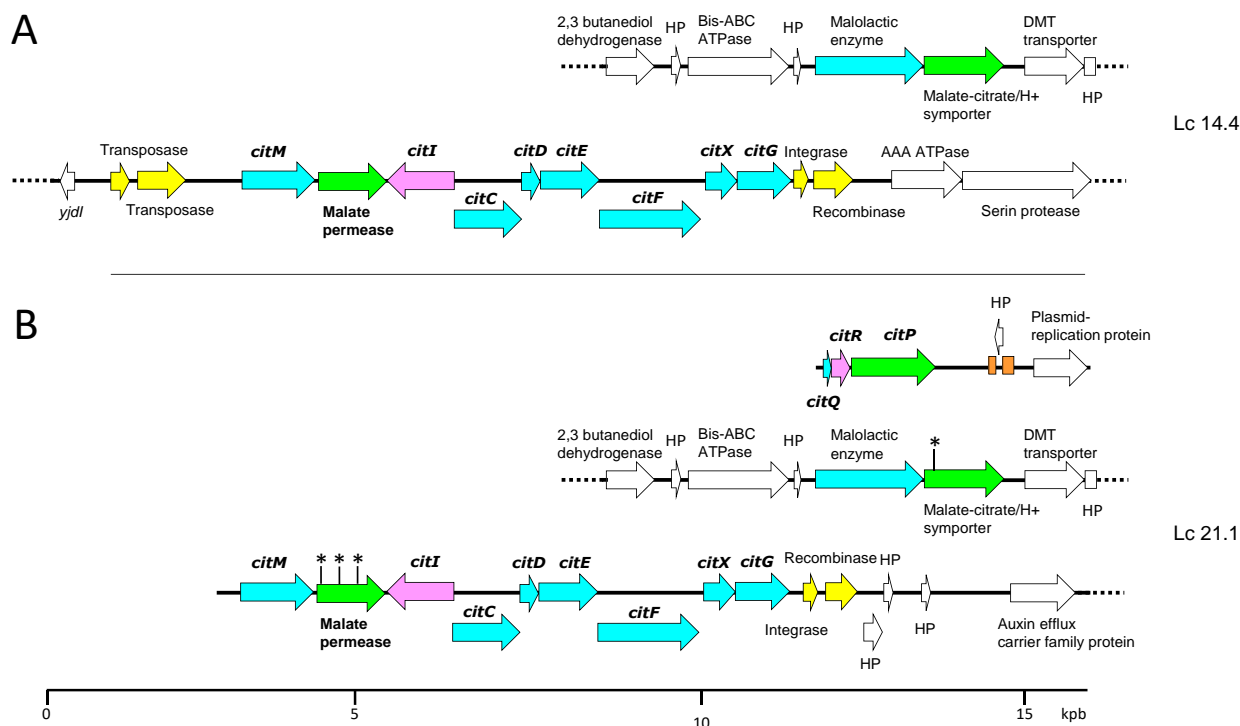 A
2,3 butanediol
dehydrogenase
HP
Bis-ABC
ATPase
HP
Malolactic
enzyme
DMT
transporter
Malate-citrate/H+
symporter
HP
Lc 14.4
Transposase
citM
citI
citD citE
citX citG
Integrase
AAA ATPase
yjdI
Transposase
Malate
permease
citC
citF
Recombinase
Serin protease
B
HP
Plasmid-
replication protein
citR
citP
citQ
2,3 butanediol
dehydrogenase
HP
Bis-ABC
ATPase
HP
Malolactic
enzyme
*
DMT
transporter
Malate-citrate/H+
symporter
HP
Lc 21.1
citM
* * *
citI
citD citE
citX citG
Recombinase
HP
Malate
permease
citC
citF
Integrase
HP
HP
Auxin efflux
carrier family protein
0
5
10
15
kpb